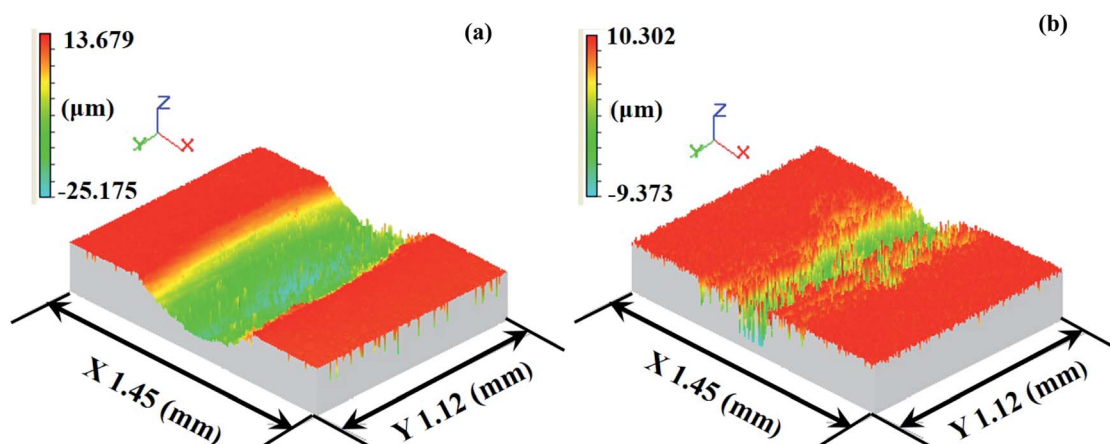 13.679
(a)
(μm)
Z
Y
X
-25.175
X 1.45 (mm)
Y 1.12 (mm)
10.302
(b)
(μm)
Z
Y
X
-9.373
X 1.45 (mm)
Y 1.12 (mm)